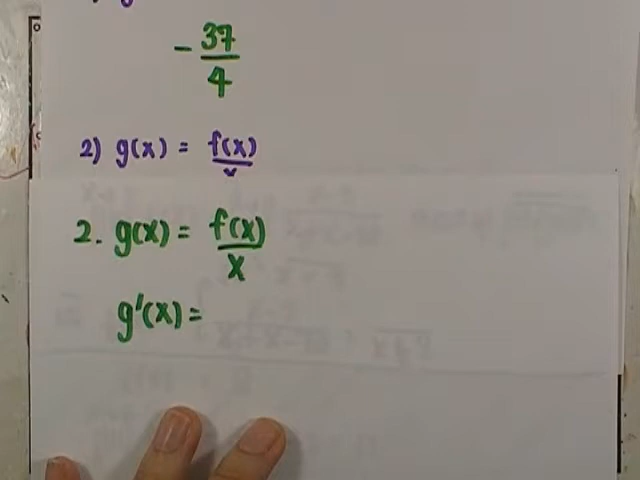 - 37/4
2) g(x) = f(x)/x
2. g(x) = f(x)/x
g'(x) =